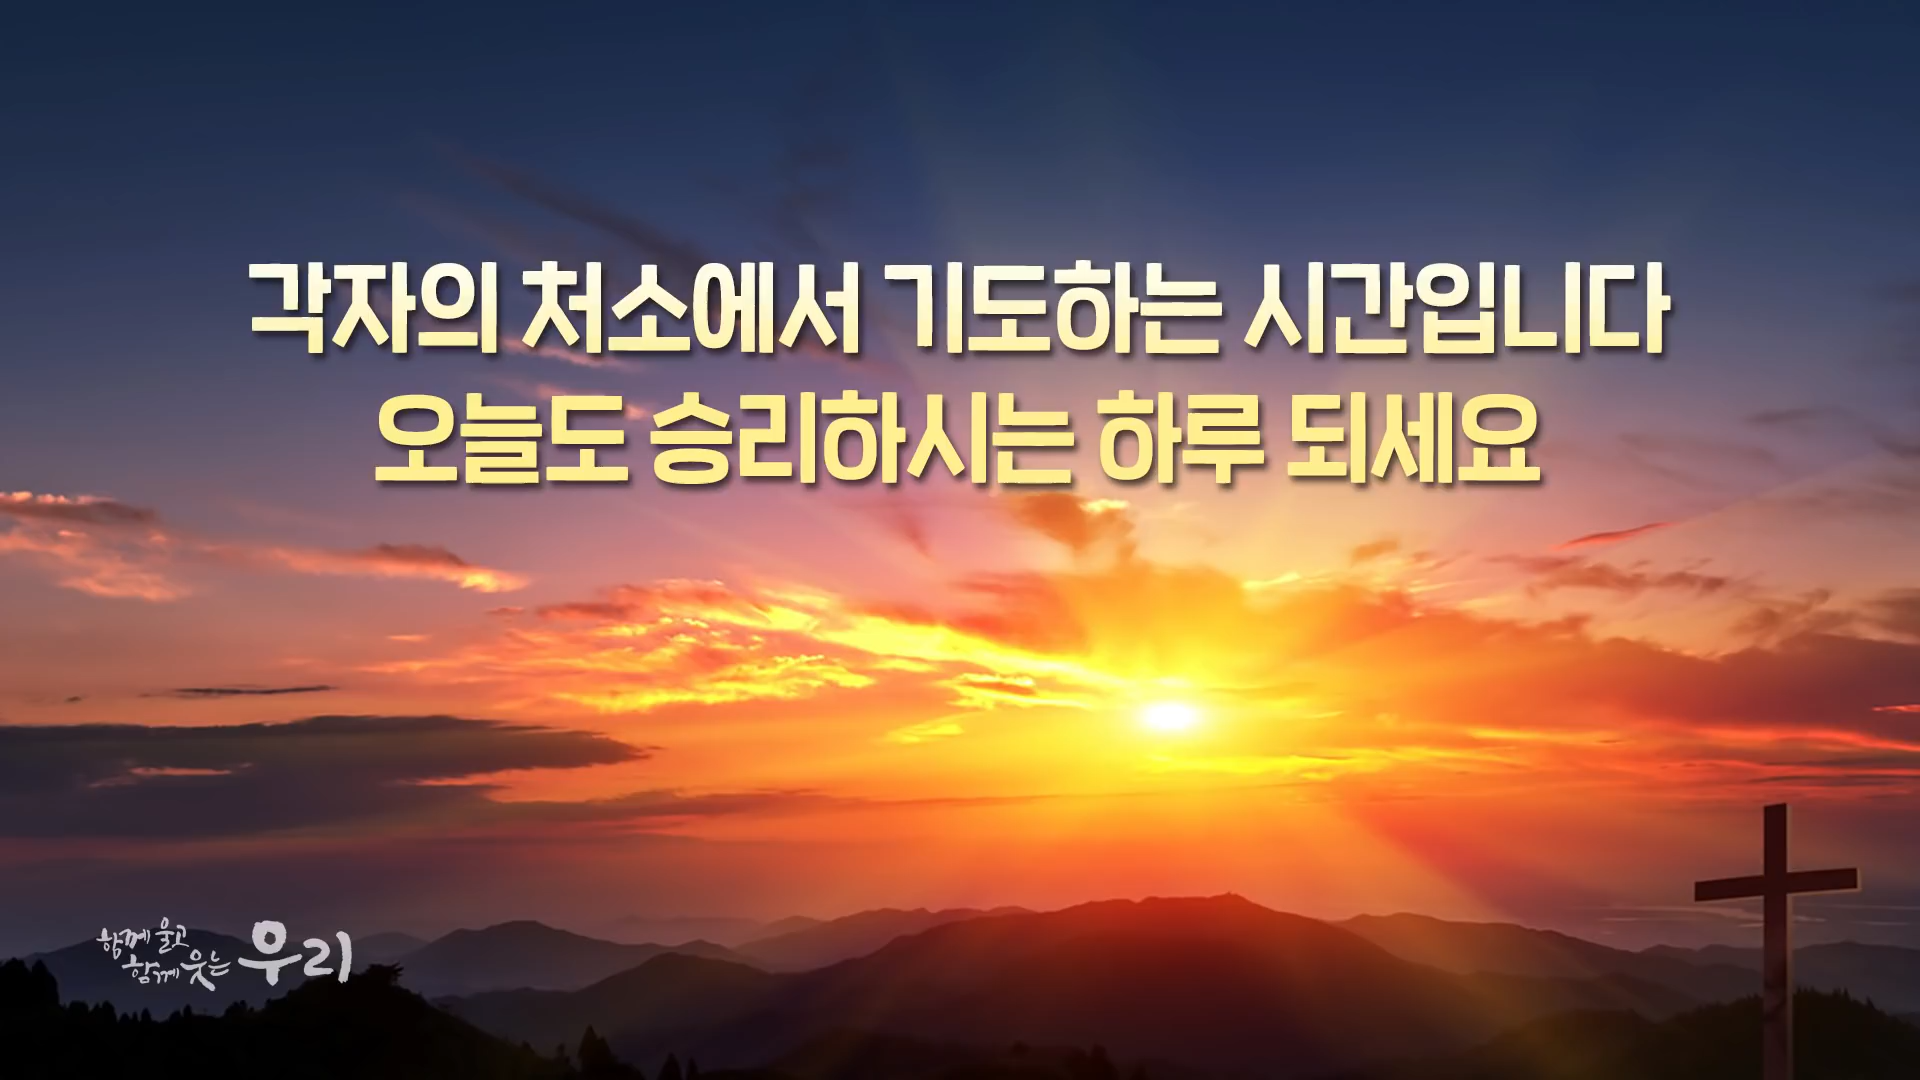 각자의 처소에서 기도하는 시간입니다
오늘도 승리하시는 하루 되세요
함께 울고
함께 웃는 우리